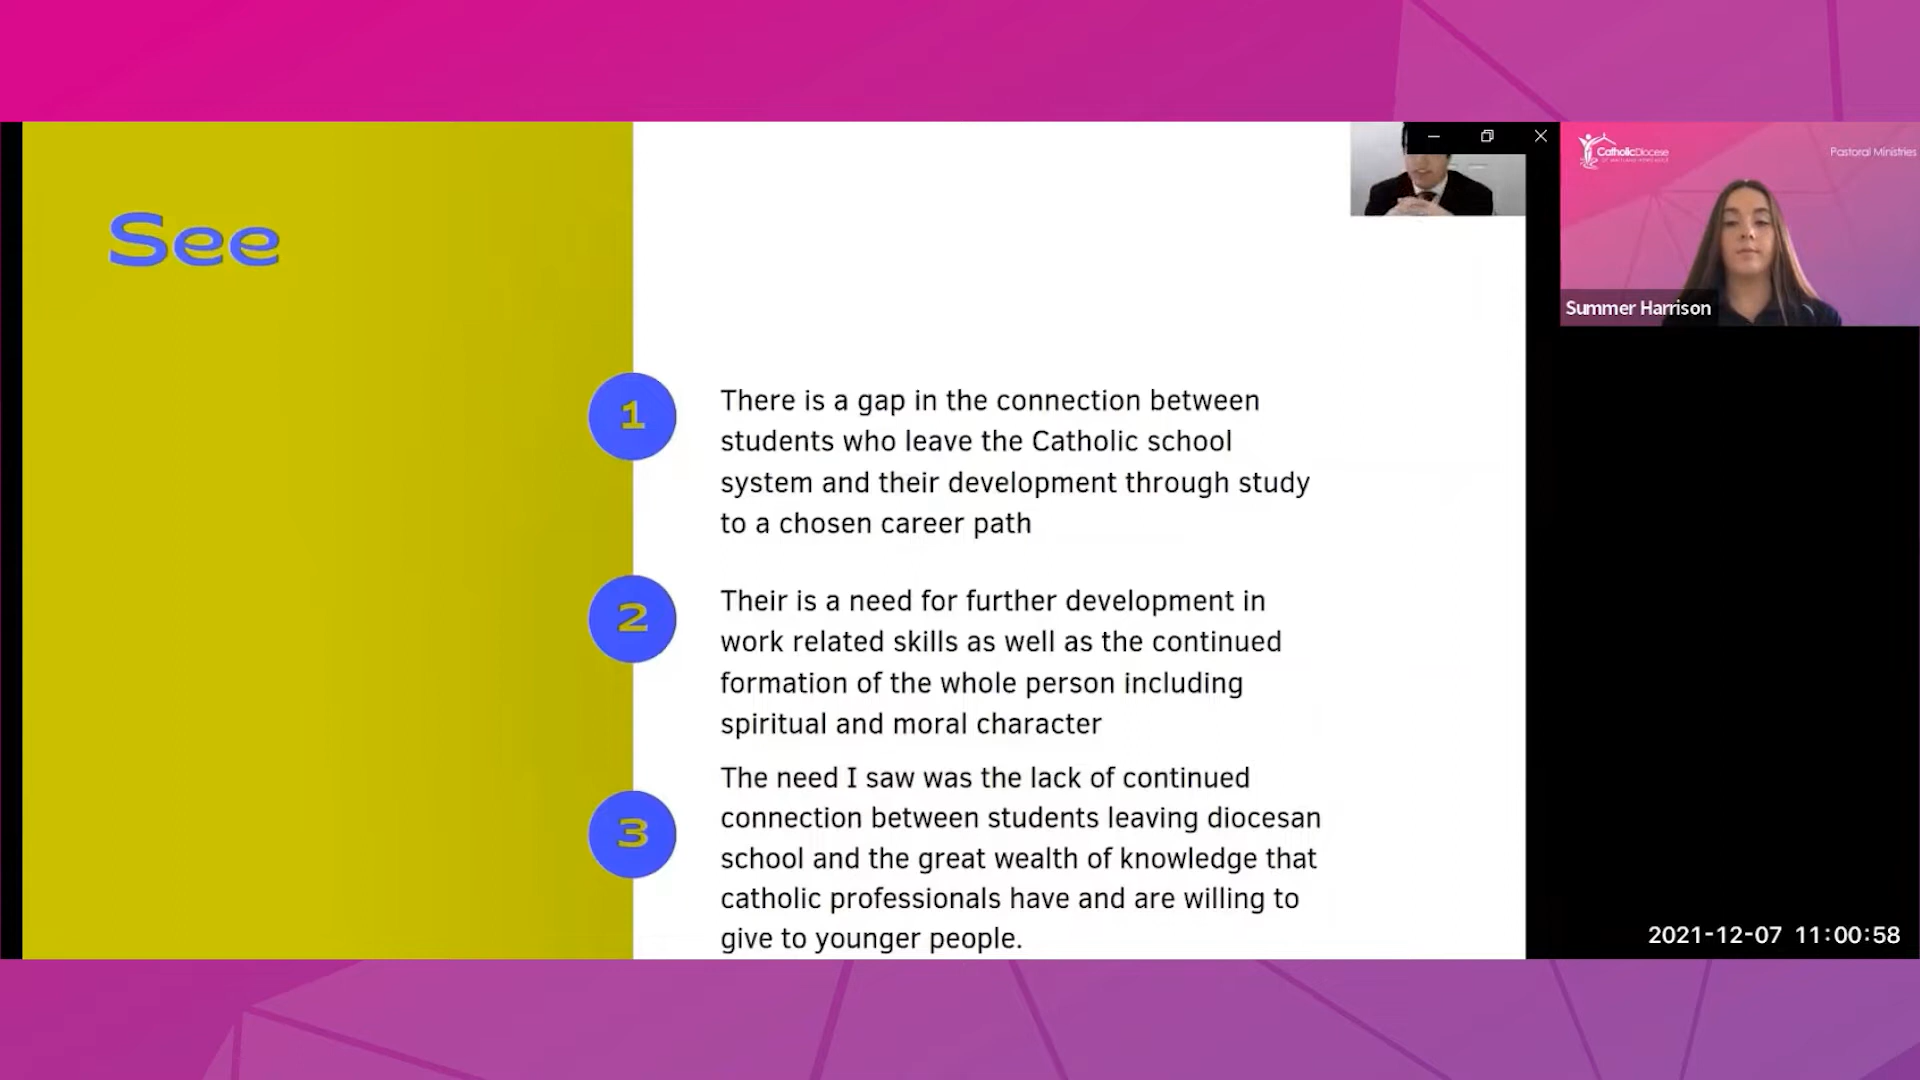 See
1
There is a gap in the connection between
students who leave the Catholic school
system and their development through study
to a chosen career path
2
Their is a need for further development in
work related skills as well as the continued
formation of the whole person including
spiritual and moral character
3
The need I saw was the lack of continued
connection between students leaving diocesan
school and the great wealth of knowledge that
catholic professionals have and are willing to
give to younger people.
CatholicDiocese
Pastoral Ministries
Summer Harrison
2021-12-07 11:00:58